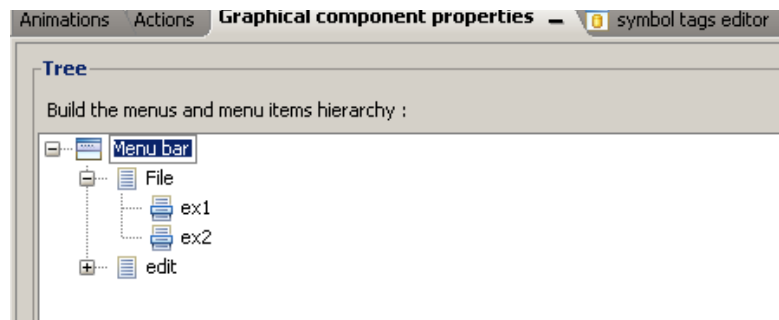 Animations Actions Graphical component properties symbol tags editor
Tree
Build the menus and menu items hierarchy :
Menu bar
File
ex1
ex2
edit